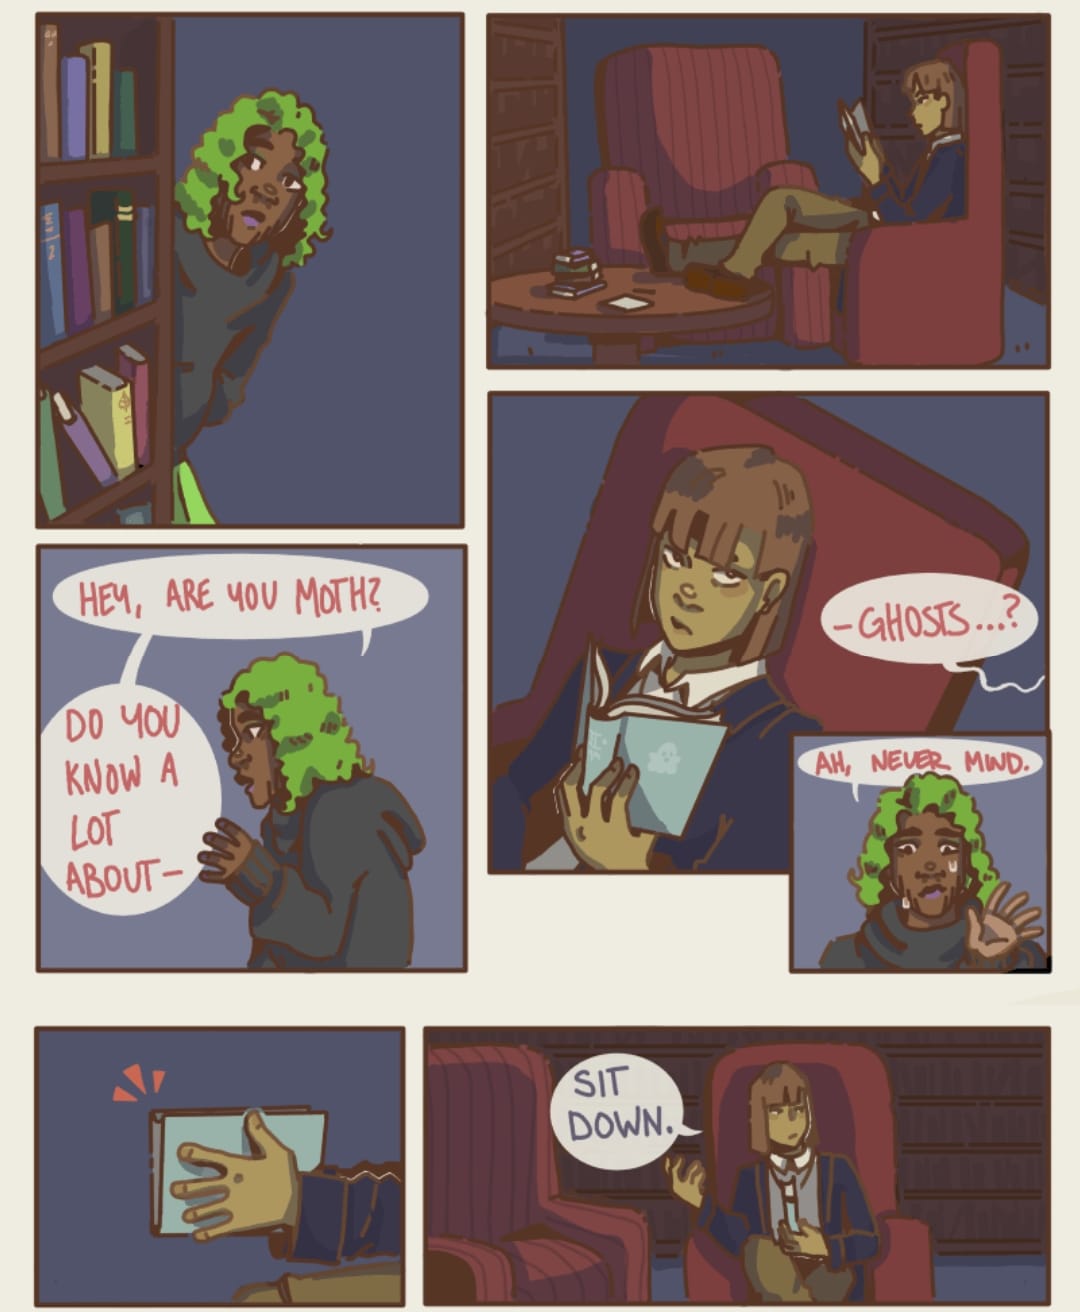 HEY, ARE YOU MOTH?
DO YOU
KNOW A
LOT
ABOUT-
-GHOSTS...?
AH, NEVER MIND.
SIT
DOWN.